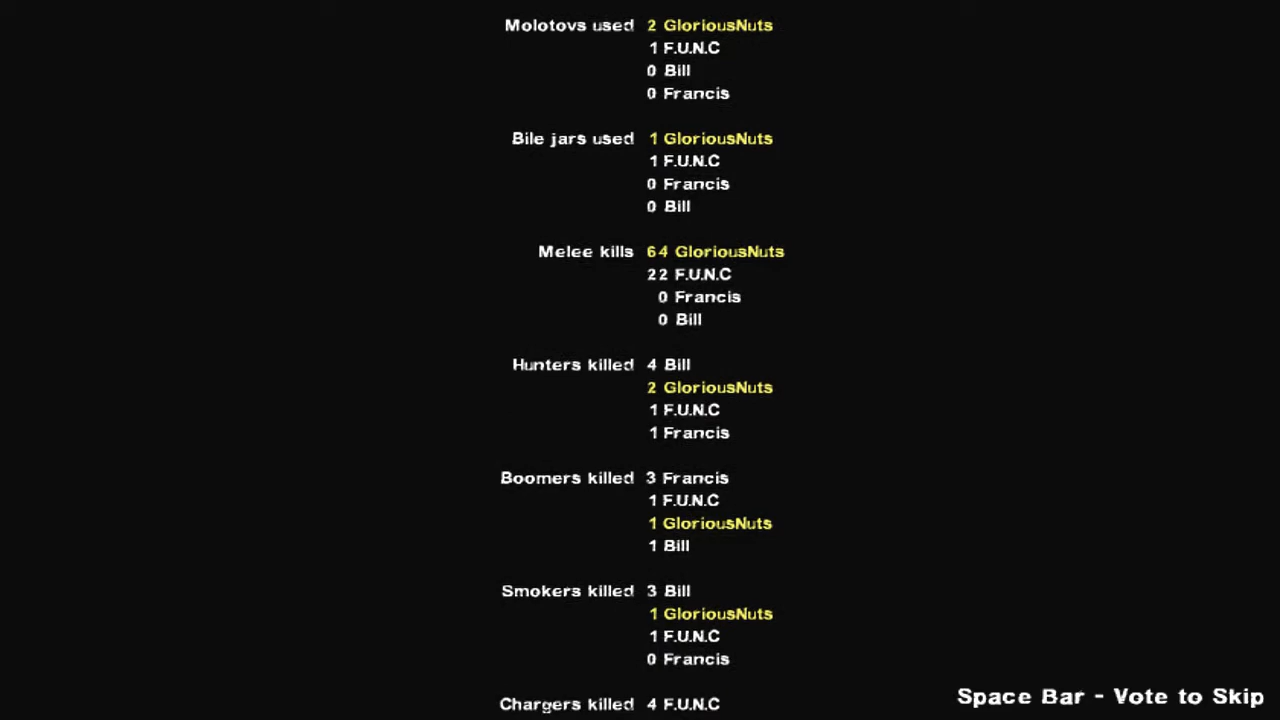 Molotovs used 2 GloriousNuts
1 F.U.N.C
0 Bill
0 Francis
Bile jars used 1 GloriousNuts
1 F.U.N.C
0 Francis
0 Bill
Melee kills 64 GloriousNuts
22 F.U.N.C
0 Francis
0 Bill
Hunters killed 4 Bill
2 GloriousNuts
1 F.U.N.C
1 Francis
Boomers killed 3 Francis
1 F.U.N.C
1 GloriousNuts
1 Bill
Smokers killed 3 Bill
1 GloriousNuts
1 F.U.N.C
0 Francis
Chargers killed 4 F.U.N.C
Space Bar - Vote to Skip